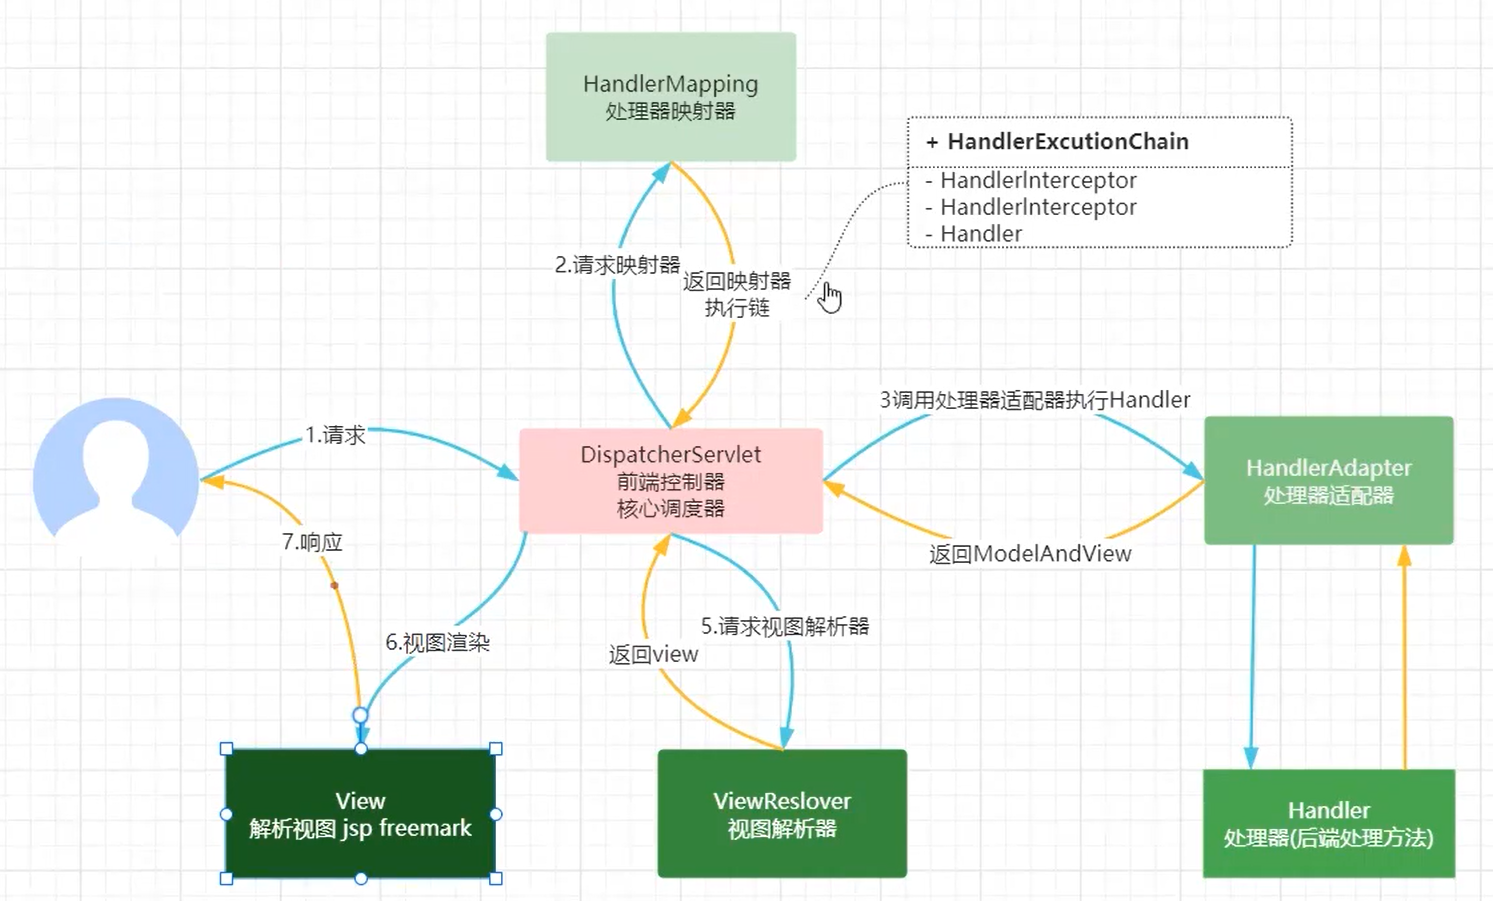 HandlerMapping
处理器映射器
+ HandlerExcutionChain
- HandlerInterceptor
- HandlerInterceptor
- Handler
2.请求映射器
返回映射器
执行链
3调用处理器适配器执行Handler
1.请求
DispatcherServlet
前端控制器
核心调度器
HandlerAdapter
处理器适配器
7.响应
返回ModelAndView
6.视图渲染
5.请求视图解析器
返回view
View
解析视图 jsp freemark
ViewReslover
视图解析器
Handler
处理器(后端处理方法)